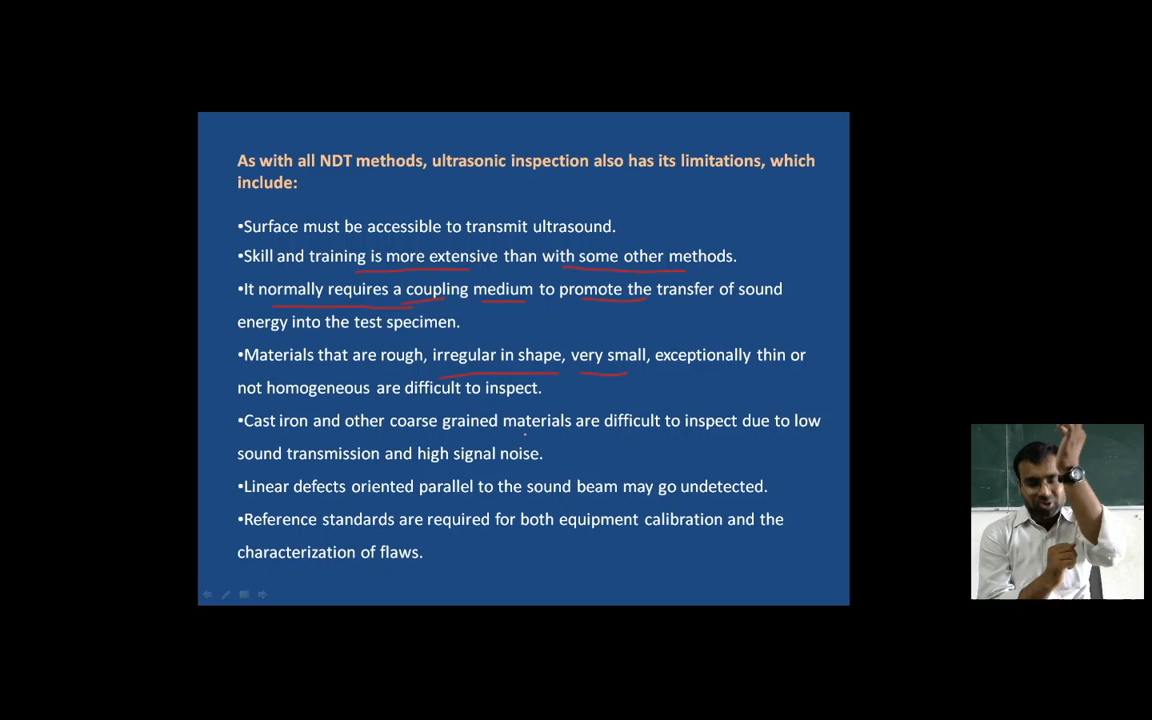 As with all NDT methods, ultrasonic inspection also has its limitations, which
include:
•Surface must be accessible to transmit ultrasound.
•Skill and training is more extensive than with some other methods.
•It normally requires a coupling medium to promote the transfer of sound
energy into the test specimen.
•Materials that are rough, irregular in shape, very small, exceptionally thin or
not homogeneous are difficult to inspect.
•Cast iron and other coarse grained materials are difficult to inspect due to low
sound transmission and high signal noise.
•Linear defects oriented parallel to the sound beam may go undetected.
•Reference standards are required for both equipment calibration and the
characterization of flaws.